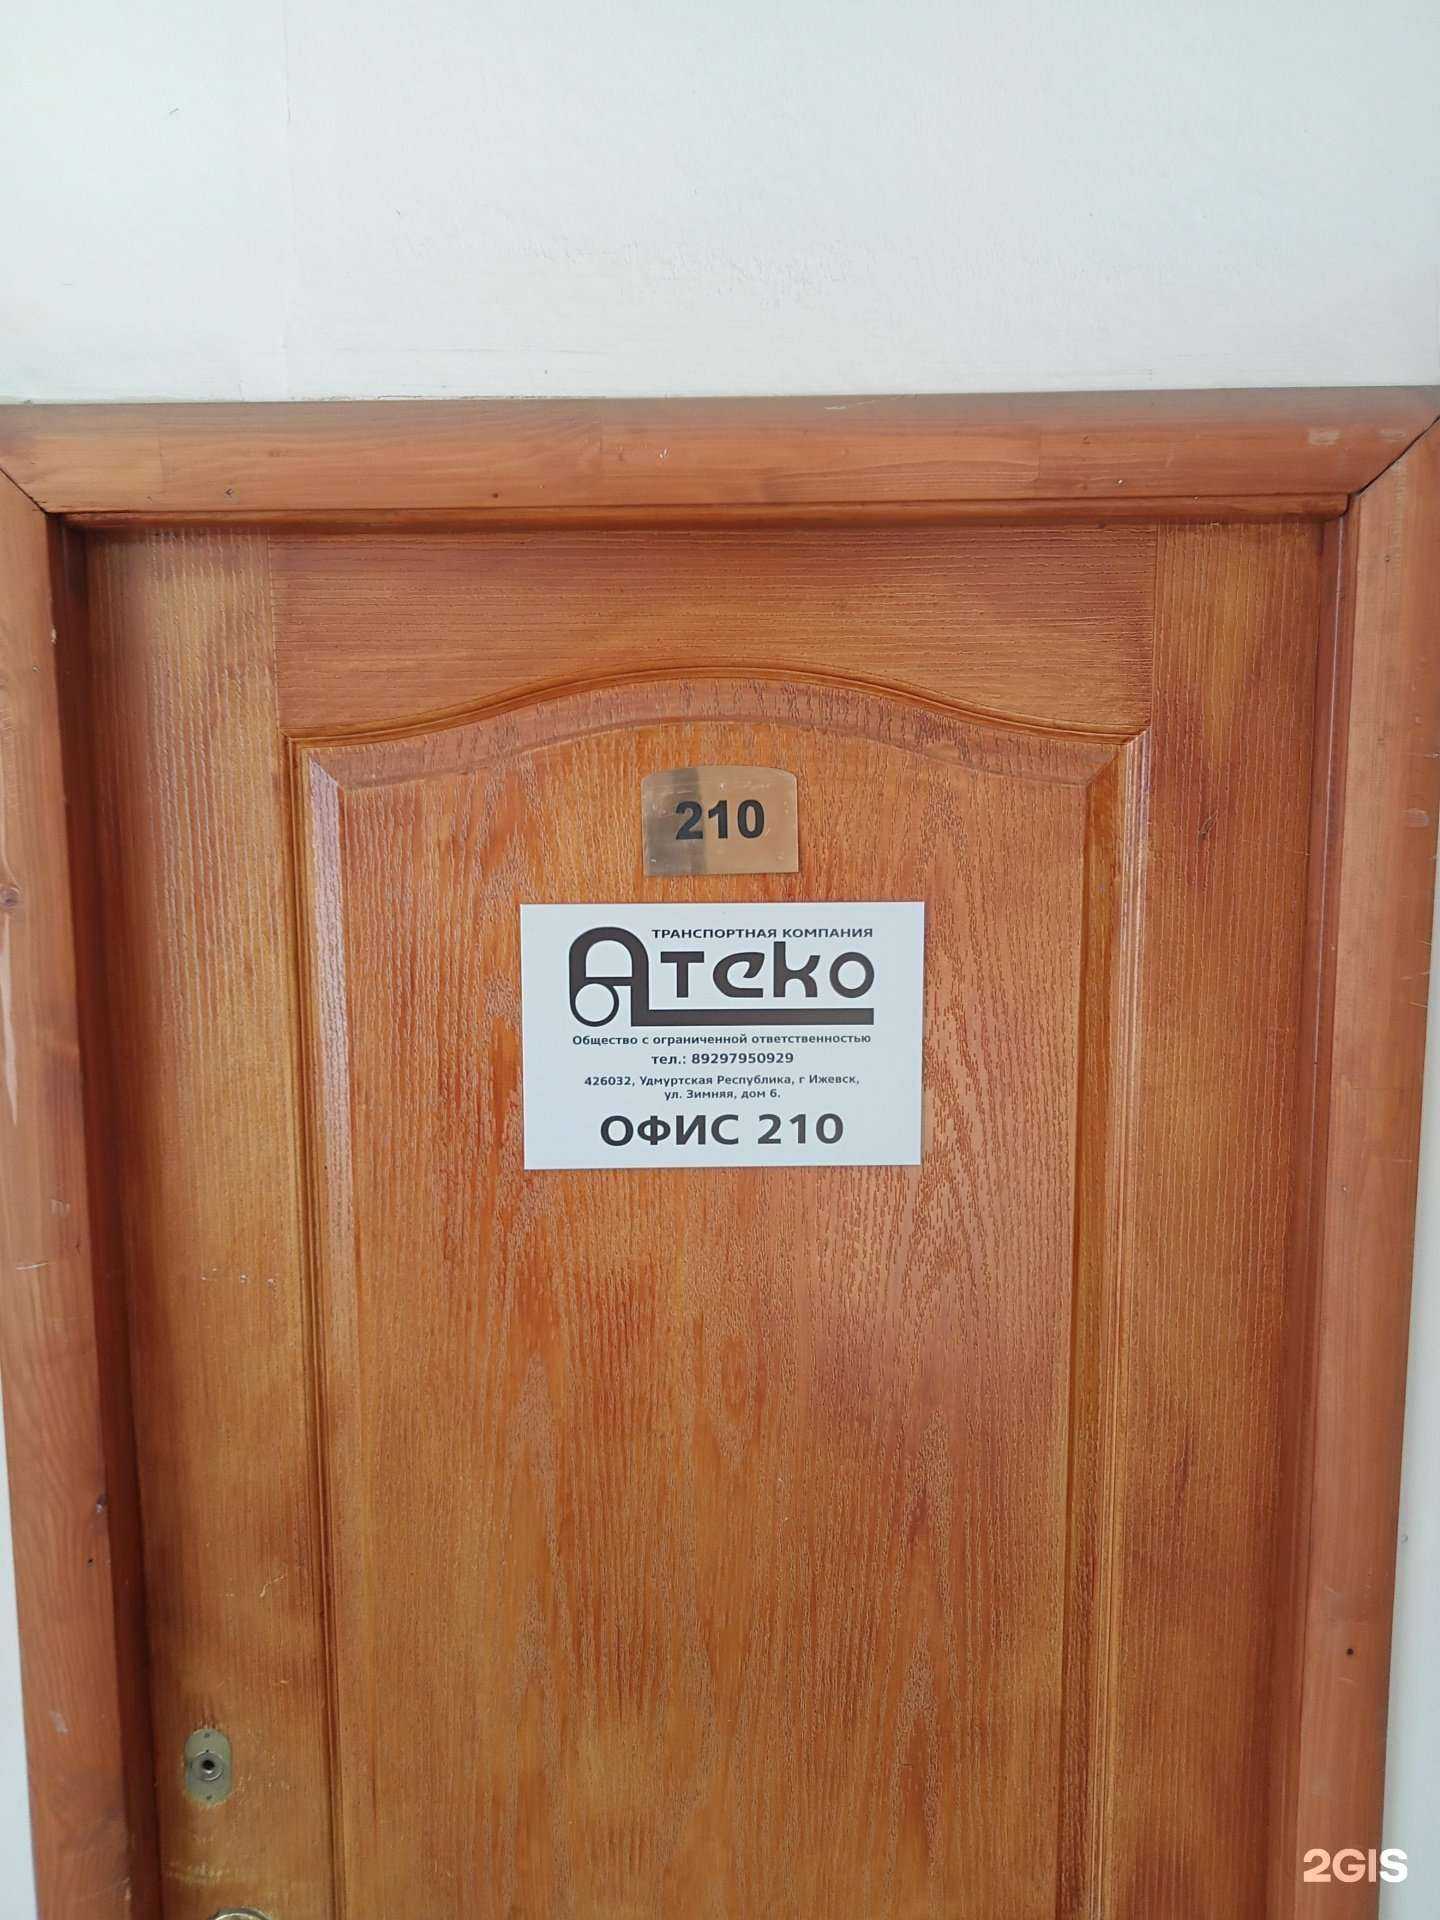 210
ТРАНСПОРТНАЯ КОМПАНИЯ
Атеко
Общество с ограниченной ответственностью
тел.: 89297950929
426032, Удмуртская Республика, г Ижевск,
ул. Зимняя, дом 6.
ОФИС 210
2GIS